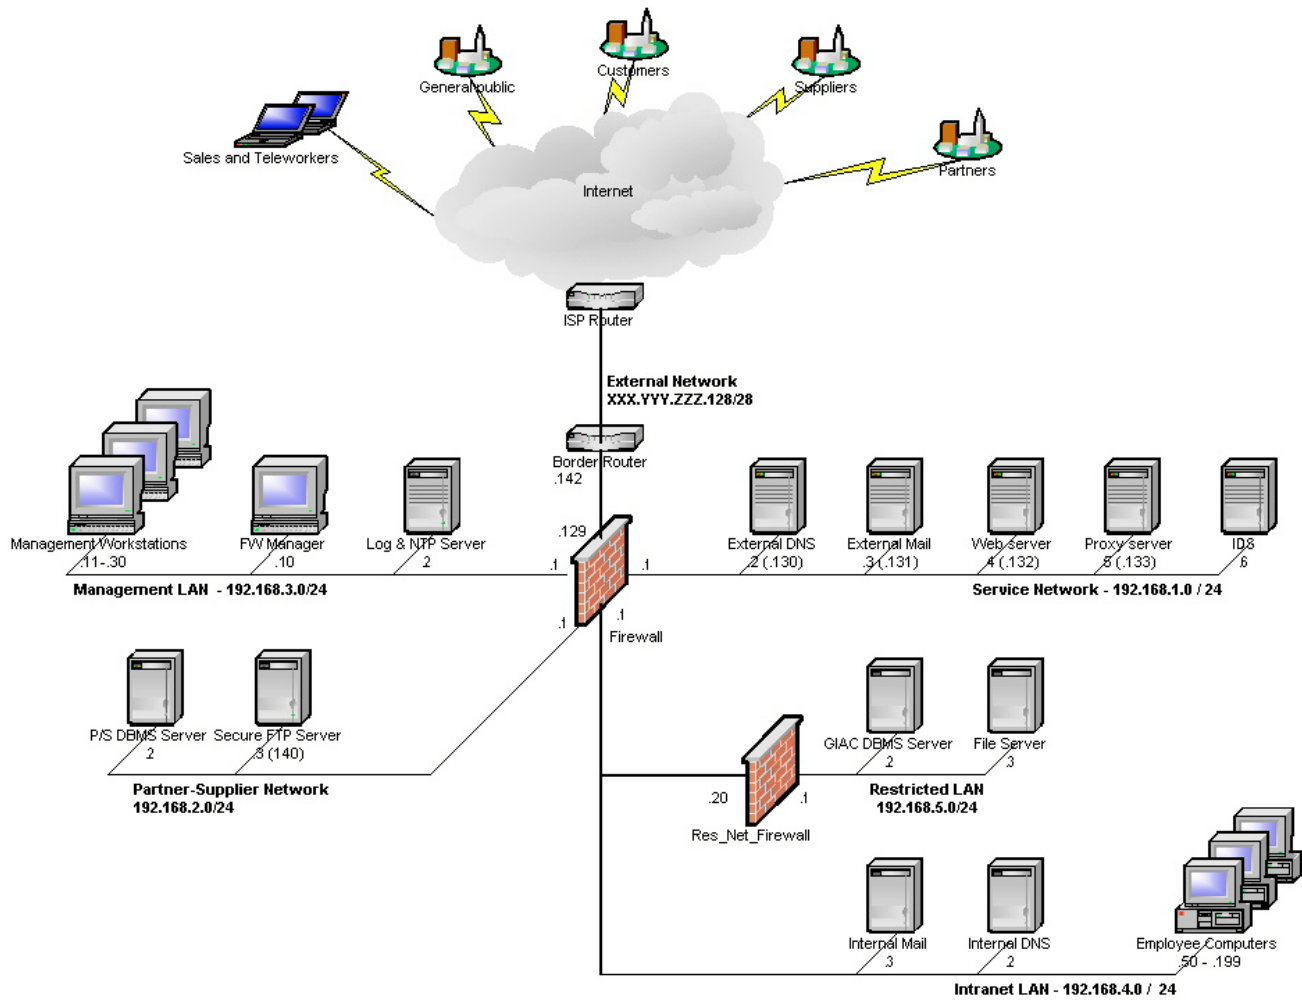 Customers
General public
Suppliers
Sales and Teleworkers
Partners
Internet
ISP Router
External Network
XXX.YYY.ZZZ.128/28
Border Router
.142
.129
Management Workstations
.11-.30
FW Manager
.10
Log & NTP Server
.2
.1
Management LAN - 192.168.3.0/24
.1
External DNS
.2 (.130)
External Mail
.3 (.131)
Web server
.4 (.132)
Proxy server
.5 (.133)
IDS
.6
Service Network - 192.168.1.0 / 24
.1
.1
Firewall
P/S DBMS Server
.2
Secure FTP Server
.3 (140)
Partner-Supplier Network
192.168.2.0/24
GIAC DBMS Server
.2
File Server
.3
.20
.1
Restricted LAN
192.168.5.0/24
Res_Net_Firewall
Internal Mail
.3
Internal DNS
.2
Employee Computers
.50 - .199
Intranet LAN - 192.168.4.0 / 24